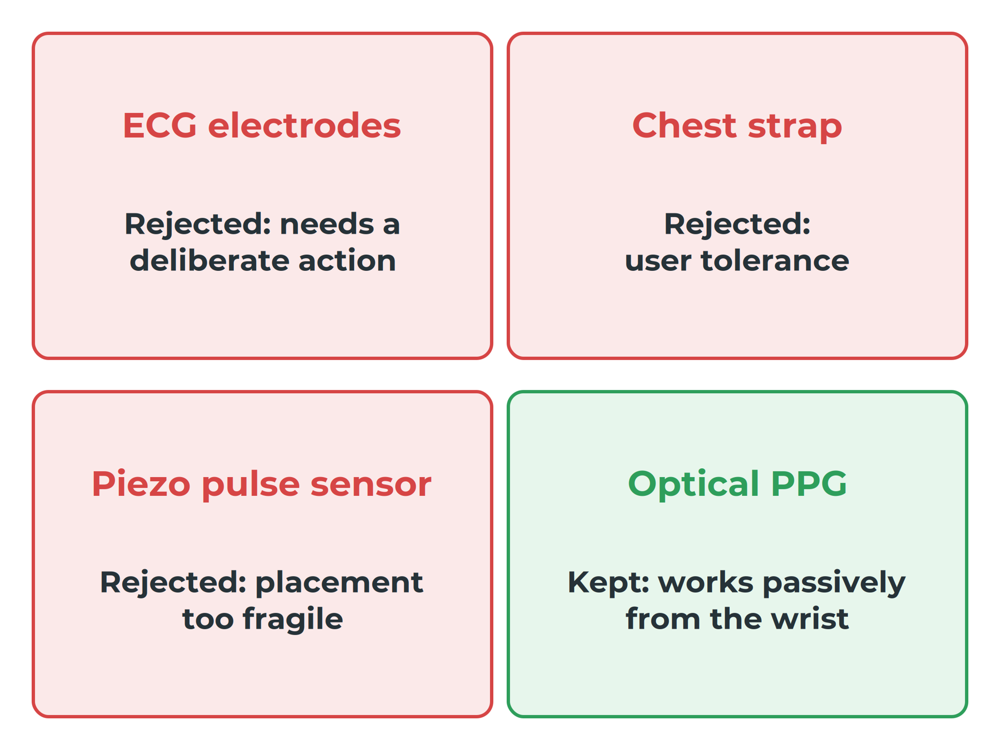 ECG electrodes
Rejected: needs a
deliberate action
Chest strap
Rejected:
user tolerance
Piezo pulse sensor
Rejected: placement
too fragile
Optical PPG
Kept: works passively
from the wrist